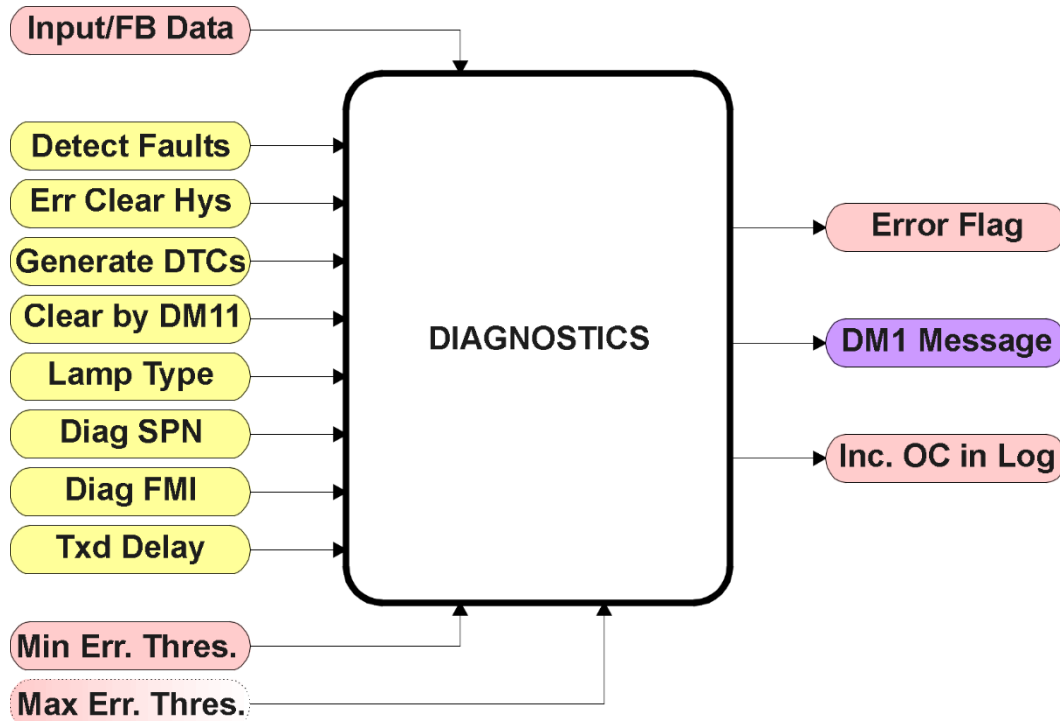 Input/FB Data
Detect Faults
Err Clear Hys
Generate DTCs
Clear by DM11
Lamp Type
Diag SPN
Diag FMI
Txd Delay
Min Err. Thres.
Max Err. Thres.
DIAGNOSTICS
Error Flag
DM1 Message
Inc. OC in Log